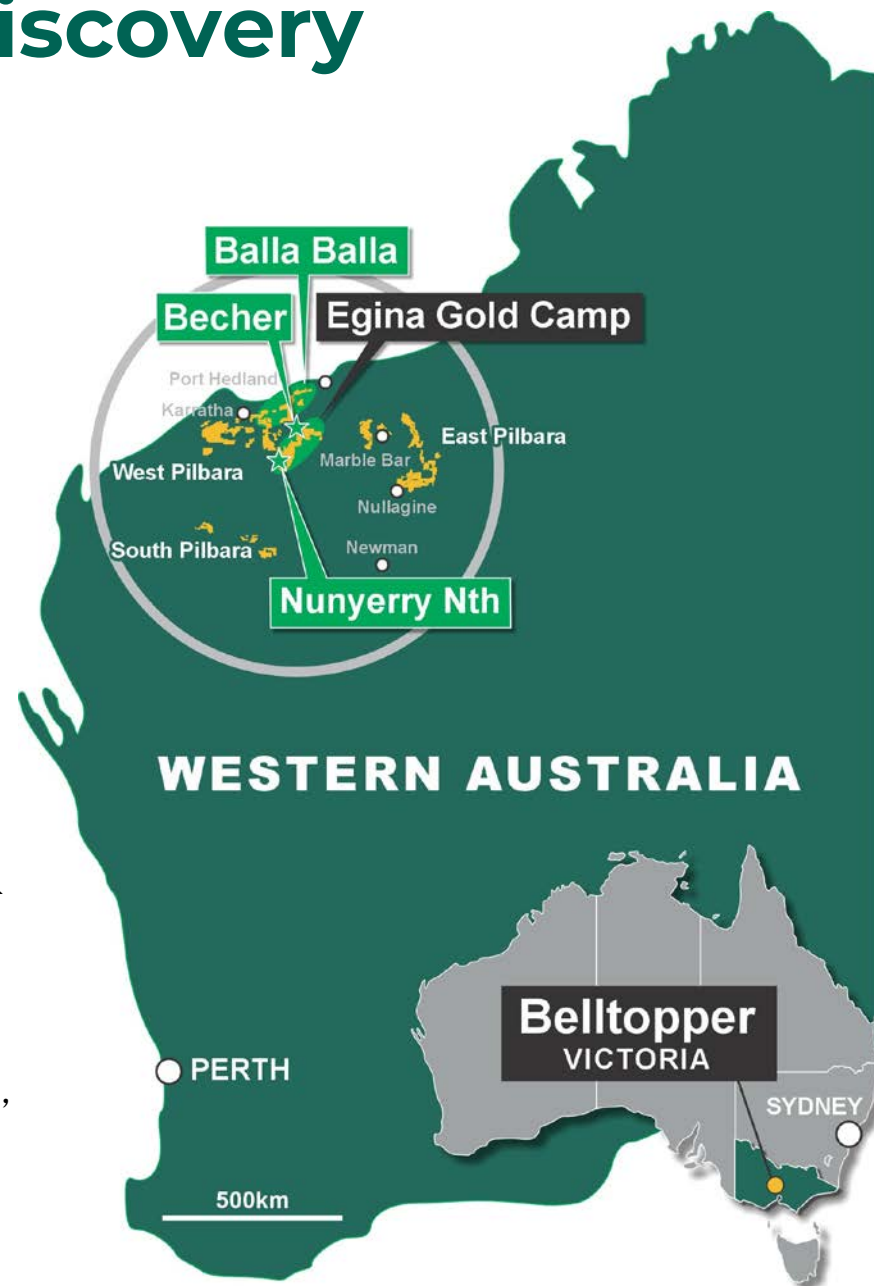 iscovery
Balla Balla
Becher
Egina Gold Camp
Port Hedland
Karratha
East Pilbara
Marble Bar
West Pilbara
Nullagine
South Pilbara
Newman
Nunyerry Nth
WESTERN AUSTRALIA
Belltopper
VICTORIA
PERTH
SYDNEY
,
500km